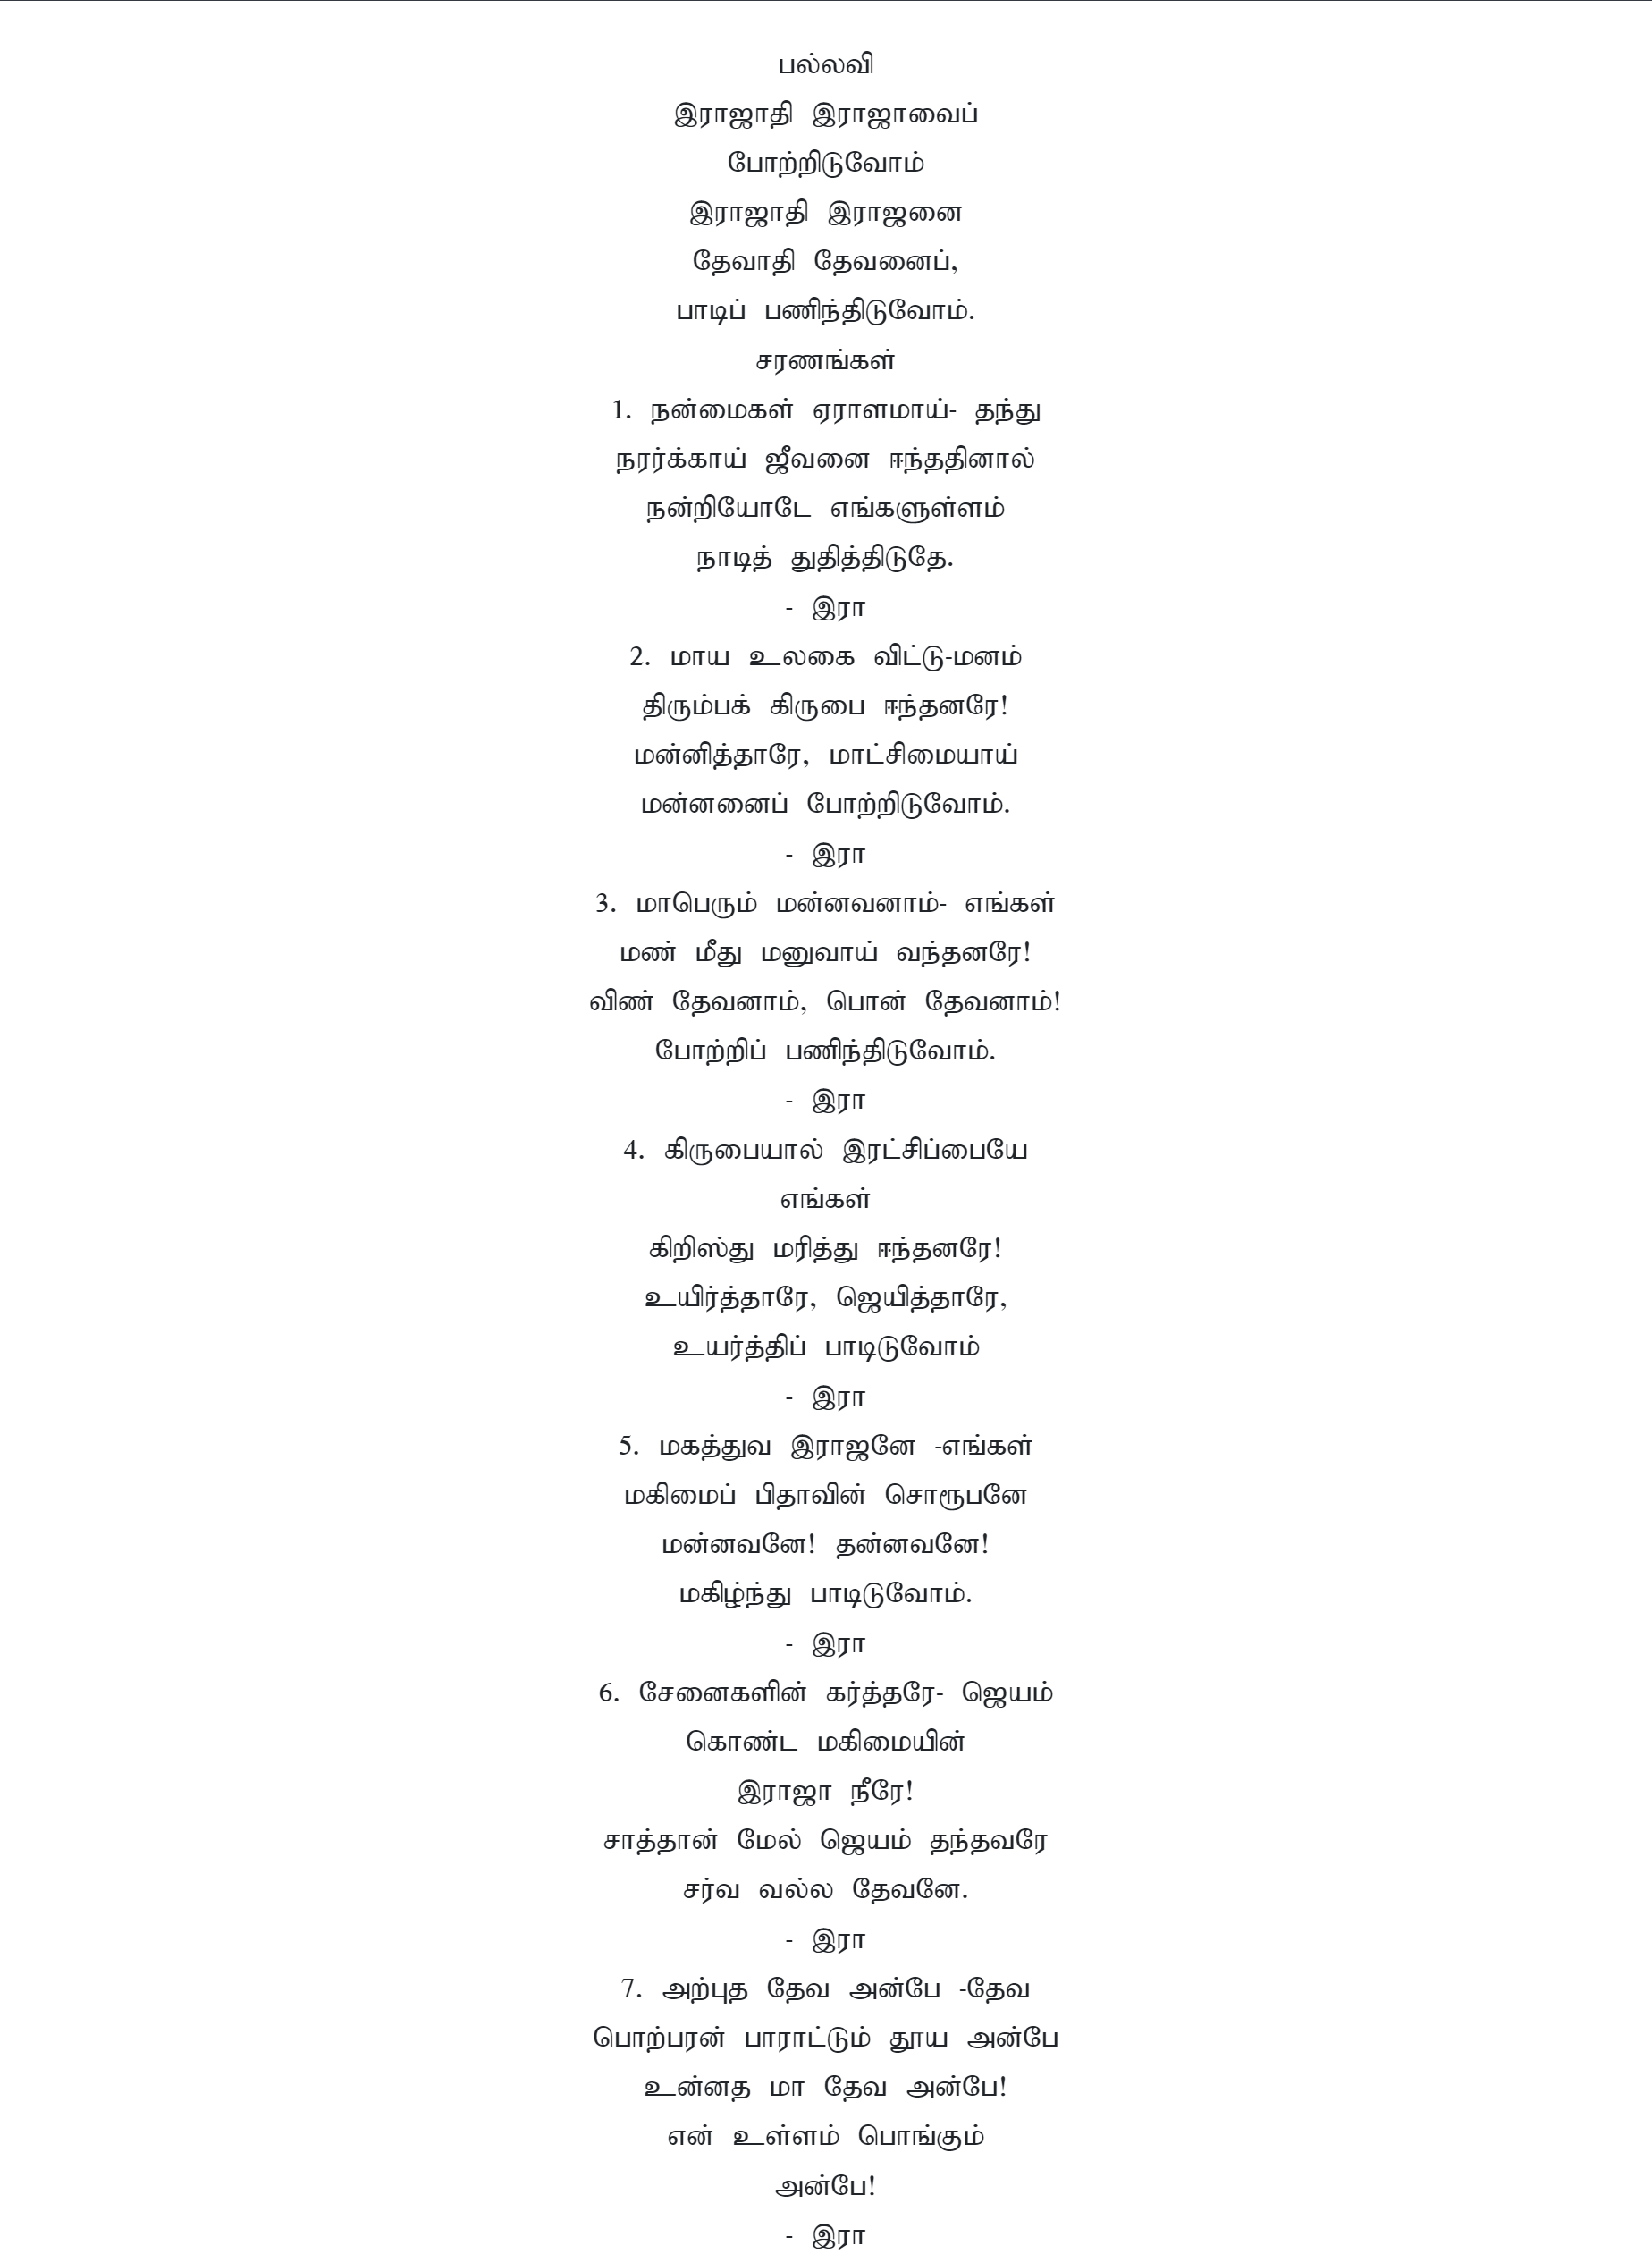 பல்லவி
இராஜாதி இராஜாவைப்
போற்றிடுவோம்
இராஜாதி இராஜனை
தேவாதி தேவனைப்,
பாடிப் பணிந்திடுவோம்.
சரணங்கள்
1. நன்மைகள் ஏராளமாய்- தந்து
நரர்க்காய் ஜீவனை ஈந்ததினால்
நன்றியோடே எங்களுள்ளம்
நாடித் துதித்திடுதே.
- இரா
2. மாய உலகை விட்டு-மனம்
திரும்பக் கிருபை ஈந்தனரே!
மன்னித்தாரே, மாட்சிமையாய்
மன்னனைப் போற்றிடுவோம்.
- இரா
3. மாபெரும் மன்னவனாம்- எங்கள்
மண் மீது மனுவாய் வந்தனரே!
விண் தேவனாம், பொன் தேவனாம்!
போற்றிப் பணிந்திடுவோம்.
- இரா
4. கிருபையால் இரட்சிப்பையே
எங்கள்
கிறிஸ்து மரித்து ஈந்தனரே!
உயிர்த்தாரே, ஜெயித்தாரே,
உயர்த்திப் பாடிடுவோம்
- இரா
5. மகத்துவ இராஜனே -எங்கள்
மகிமைப் பிதாவின் சொரூபனே
மன்னவனே! தன்னவனே!
மகிழ்ந்து பாடிடுவோம்.
- இரா
6. சேனைகளின் கர்த்தரே- ஜெயம்
கொண்ட மகிமையின்
இராஜா நீரே!
சாத்தான் மேல் ஜெயம் தந்தவரே
சர்வ வல்ல தேவனே.
- இரா
7. அற்புத தேவ அன்பே -தேவ
பொற்பரன் பாராட்டும் தூய அன்பே
உன்னத மா தேவ அன்பே!
என் உள்ளம் பொங்கும்
அன்பே!
- இரா